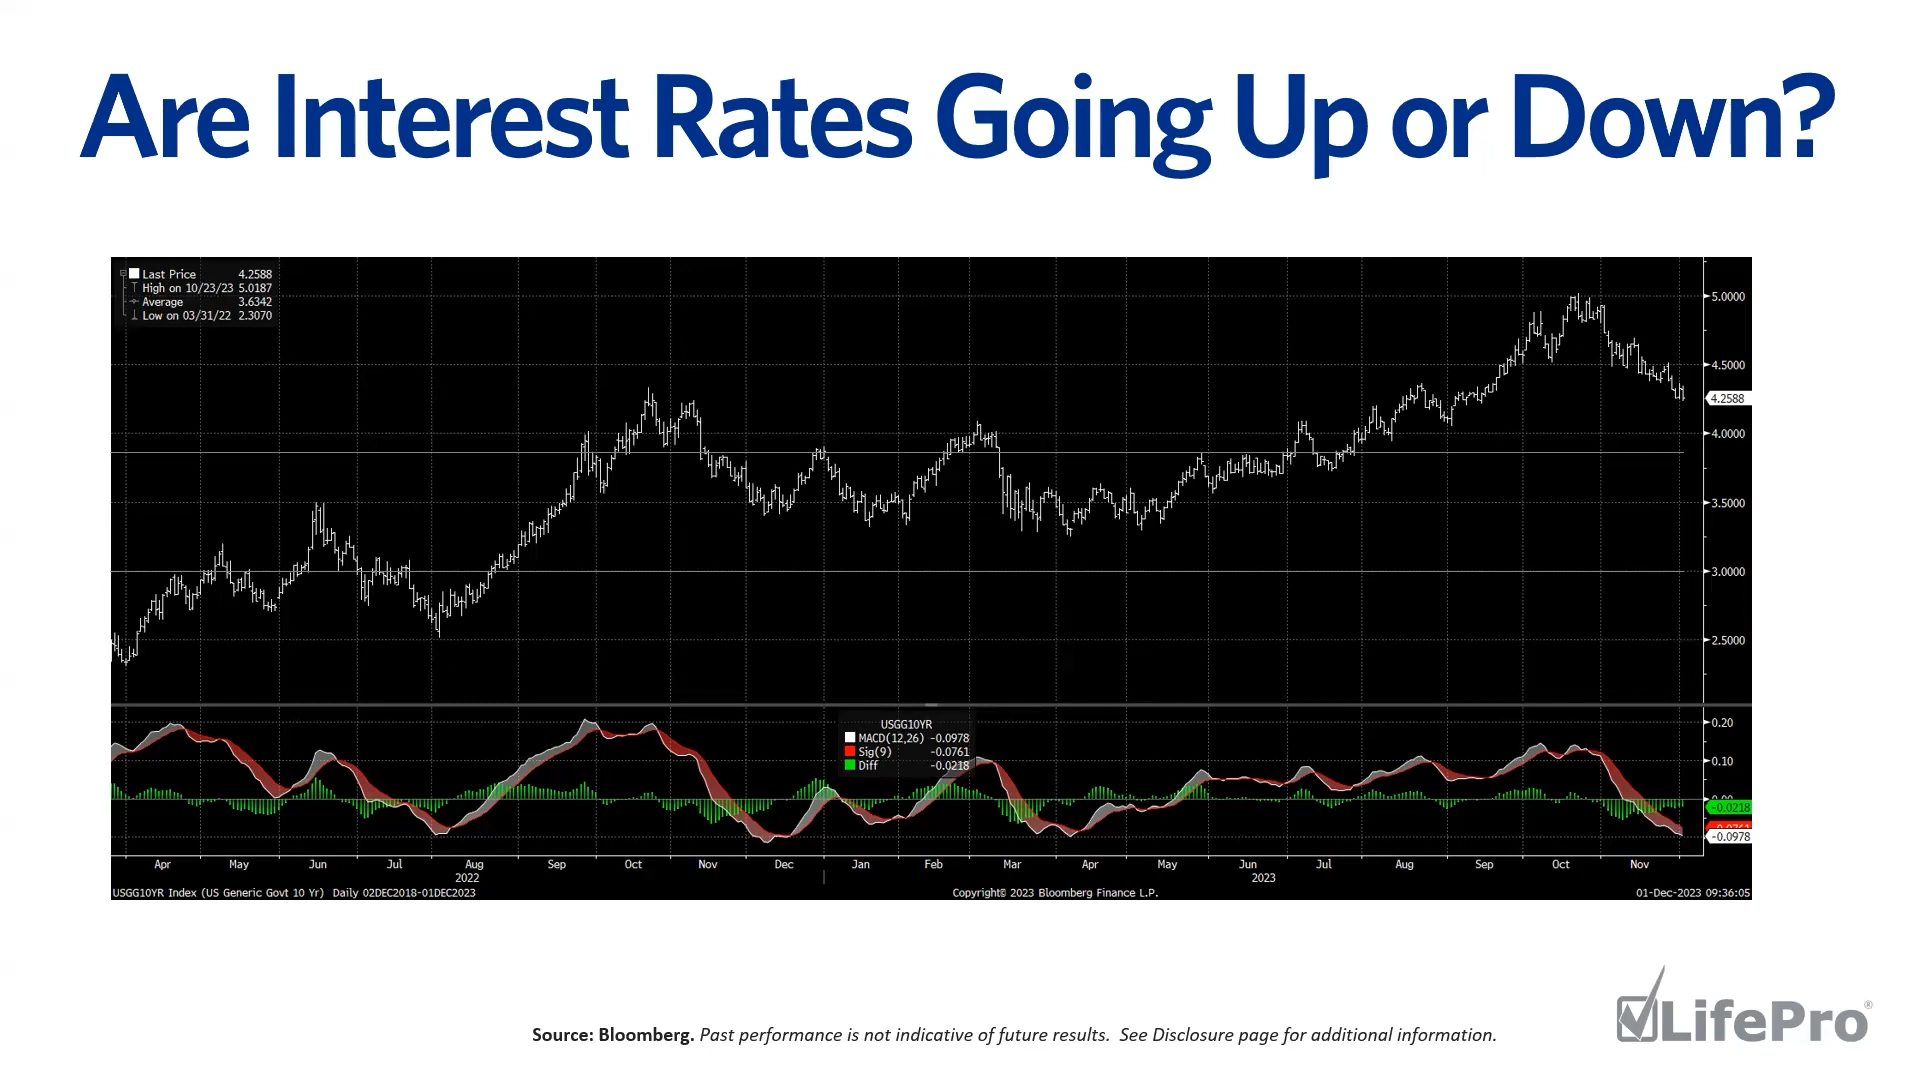 Are Interest Rates Going Up or Down?
Last Price 4.2588
High on 10/23/23 5.0187
Average 3.6342
Low on 03/31/22 2.3070
5.0000
4.5000
4.2588
4.0000
3.5000
3.0000
2.5000
USGG10YR
MACD(12,26) -0.0978
Sig(9) -0.0761
Diff -0.0218
0.20
0.10
0.00
-0.0218
-0.0761
-0.0978
Apr May Jun Jul Aug Sep Oct Nov Dec Jan Feb Mar Apr May Jun Jul Aug Sep Oct Nov
2022 2023
USGG10YR Index (US Generic Govt 10 Yr) Daily 02DEC2018-01DEC2023 Copyright© 2023 Bloomberg Finance L.P. 01-Dec-2023 09:36:05
LifePro®
Source: Bloomberg. Past performance is not indicative of future results. See Disclosure page for additional information.